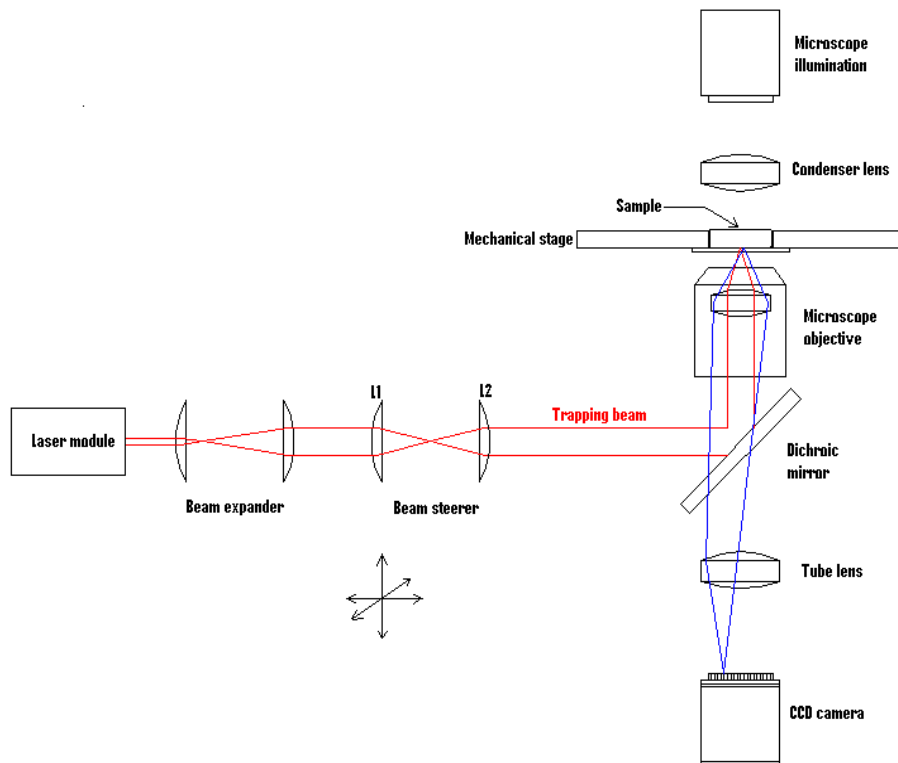 Microscope
illumination
Condenser lens
Sample
Mechanical stage
Microscope
objective
L1
L2
Trapping beam
Laser module
Dichroic
mirror
Beam expander
Beam steerer
Tube lens
CCD camera